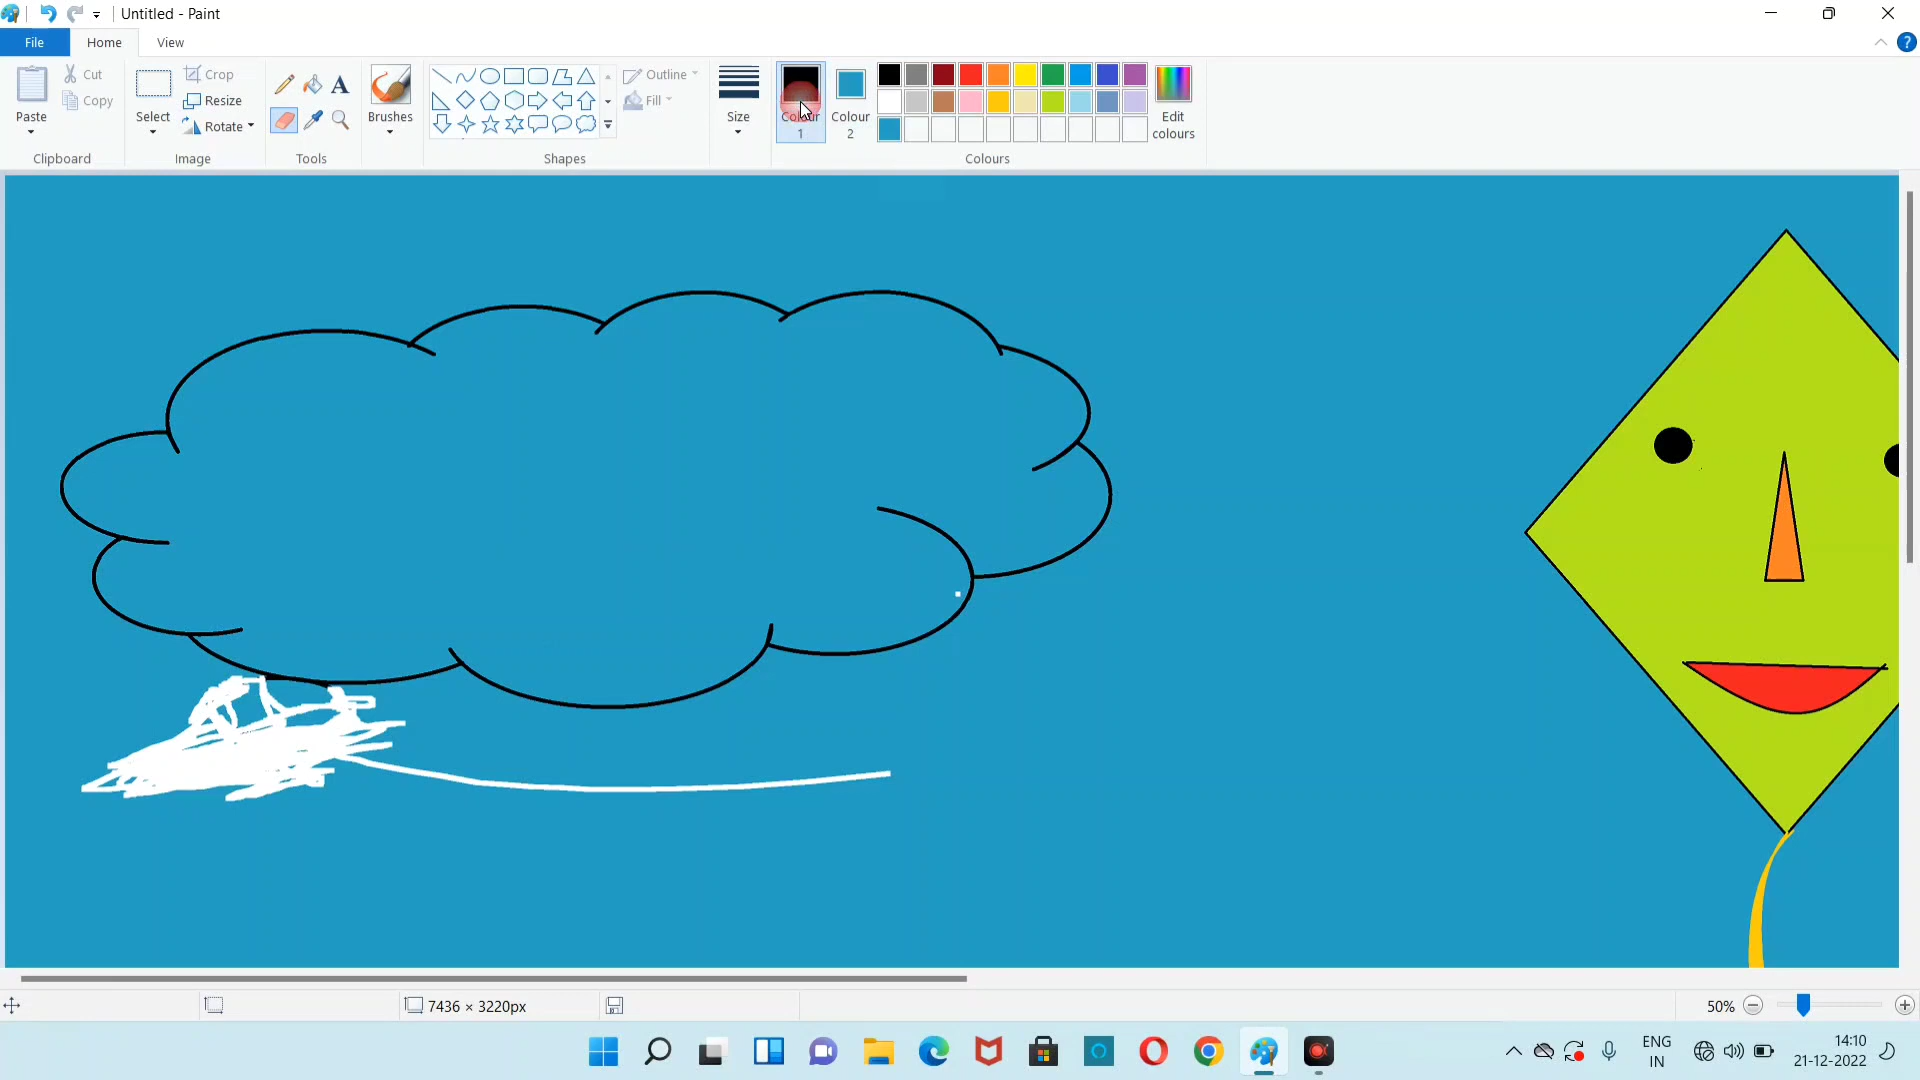 Untitled - Paint
File Home View
Paste
Cut
Copy
Clipboard
Select
Crop
Resize
Rotate
Image
A
Tools
Brushes
Shapes
Outline
Fill
Size
Colour 1
Colour 2
Edit colours
Colours
7436 × 3220px
50%
ENG IN
14:10
21-12-2022